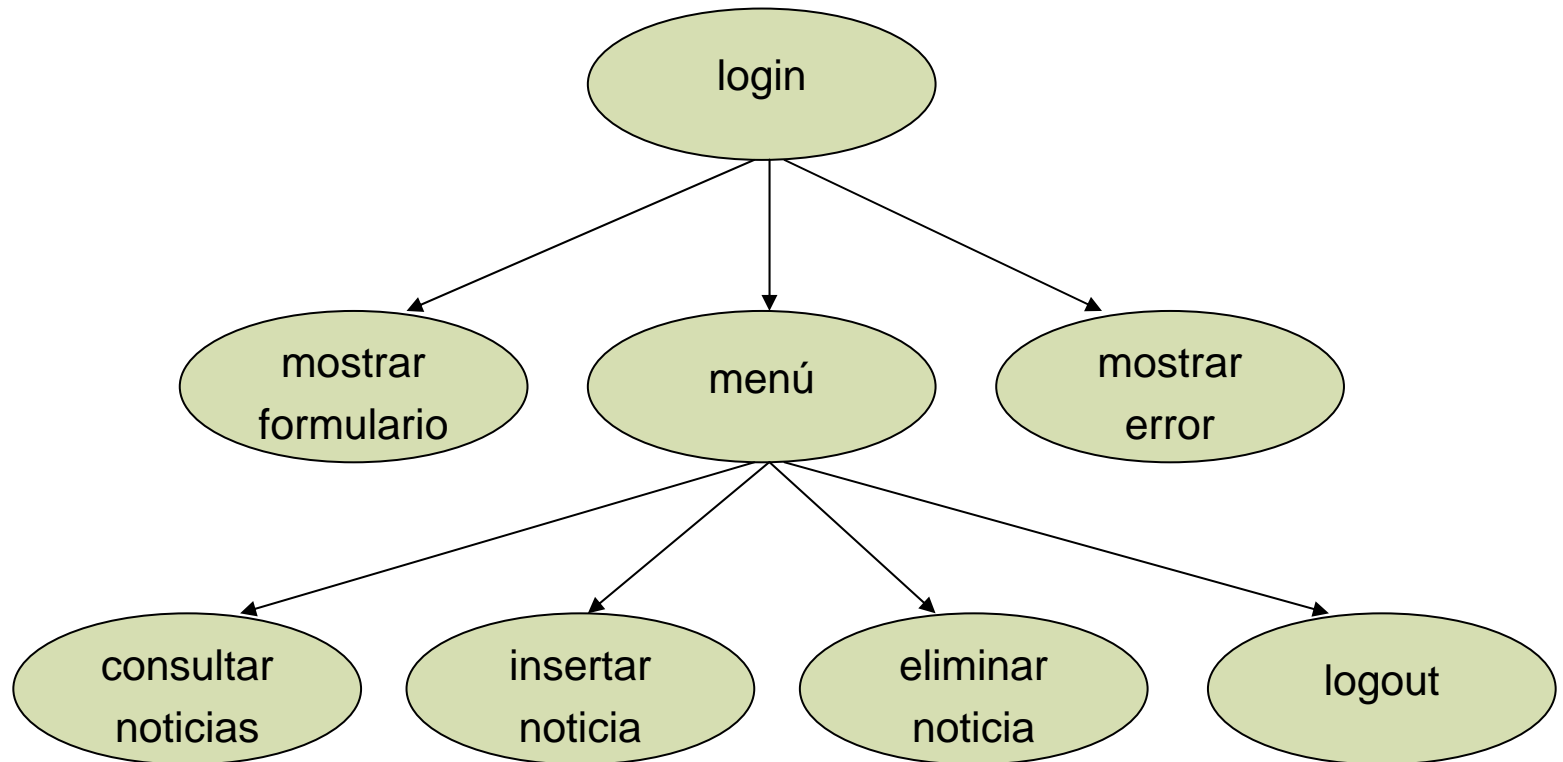 login
mostrar
formulario
menú
mostrar
error
consultar
noticias
insertar
noticia
eliminar
noticia
logout